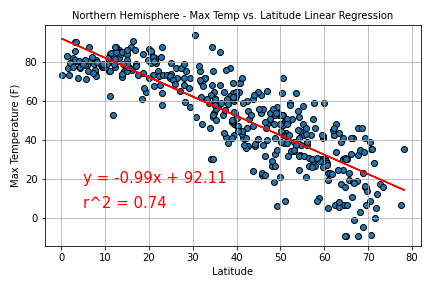 Northern Hemisphere - Max Temp vs. Latitude Linear Regression
Max Temperature (F)
80
60
40
20
0
y = -0.99x + 92.11
r^2 = 0.74
0 10 20 30 40 50 60 70 80
Latitude